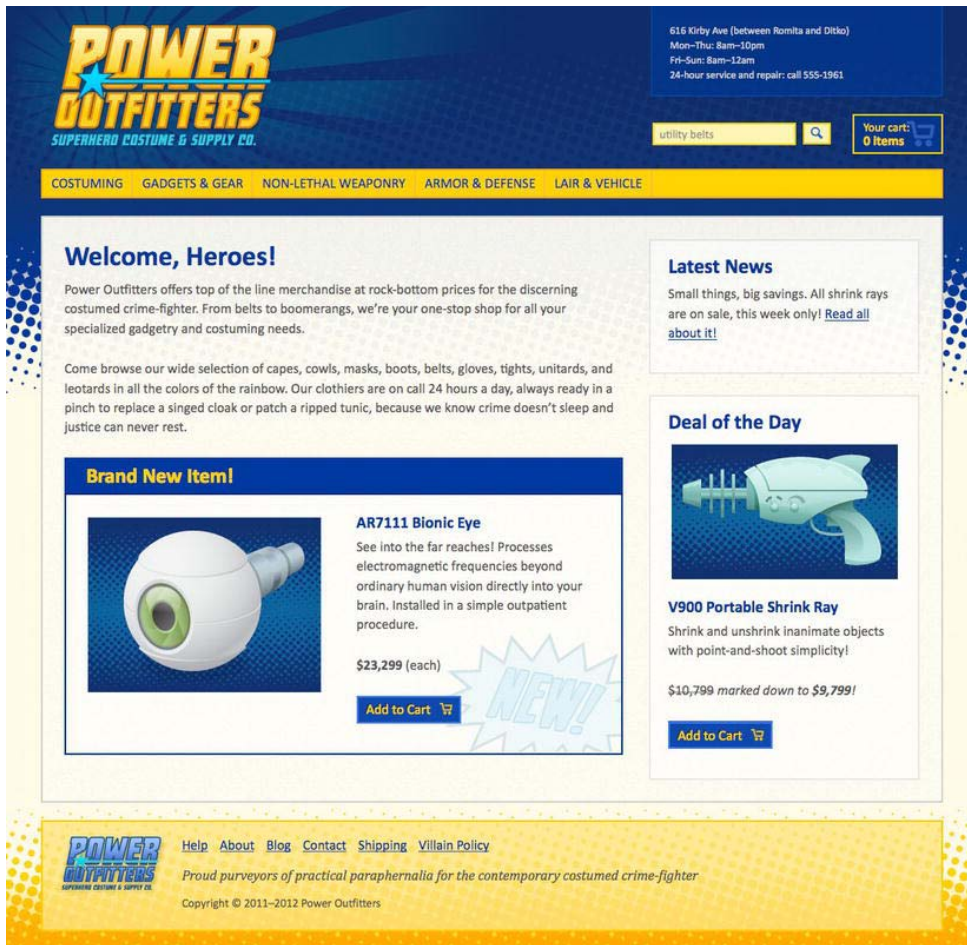 POWER
OUTFITTERS
SUPERHERO COSTUME & SUPPLY CO.
616 Kirby Ave (between Romita and Ditko)
Mon–Thu: 8am–10pm
Fri–Sun: 8am–12am
24-hour service and repair: call 555-1961
utility belts
Your cart:
0 items
COSTUMING GADGETS & GEAR NON-LETHAL WEAPONRY ARMOR & DEFENSE LAIR & VEHICLE
Welcome, Heroes!
Power Outfitters offers top of the line merchandise at rock-bottom prices for the discerning
costumed crime-fighter. From belts to boomerangs, we’re your one-stop shop for all your
specialized gadgetry and costuming needs.
Come browse our wide selection of capes, cowls, masks, boots, belts, gloves, tights, unitards, and
leotards in all the colors of the rainbow. Our clothiers are on call 24 hours a day, always ready in a
pinch to replace a singed cloak or patch a ripped tunic, because we know crime doesn’t sleep and
justice can never rest.
Brand New Item!
AR7111 Bionic Eye
See into the far reaches! Processes
electromagnetic frequencies beyond
ordinary human vision directly into your
brain. Installed in a simple outpatient
procedure.
$23,299 (each)
Add to Cart
NEW!
Latest News
Small things, big savings. All shrink rays
are on sale, this week only! Read all
about it!
Deal of the Day
V900 Portable Shrink Ray
Shrink and unshrink inanimate objects
with point-and-shoot simplicity!
$10,799 marked down to $9,799!
Add to Cart
POWER
OUTFITTERS
SUPERHERO COSTUME & SUPPLY CO.
Help About Blog Contact Shipping Villain Policy
Proud purveyors of practical paraphernalia for the contemporary costumed crime-fighter
Copyright © 2011–2012 Power Outfitters